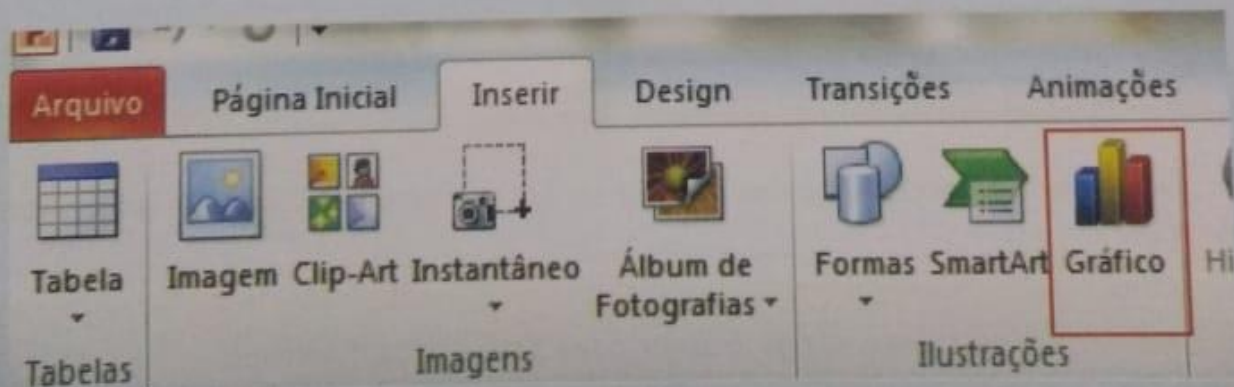 Arquivo Página Inicial Inserir Design Transições Animações
Tabela Imagem Clip-Art Instantâneo Álbum de Fotografias Formas SmartArt Gráfico Hi
Tabelas Imagens Ilustrações